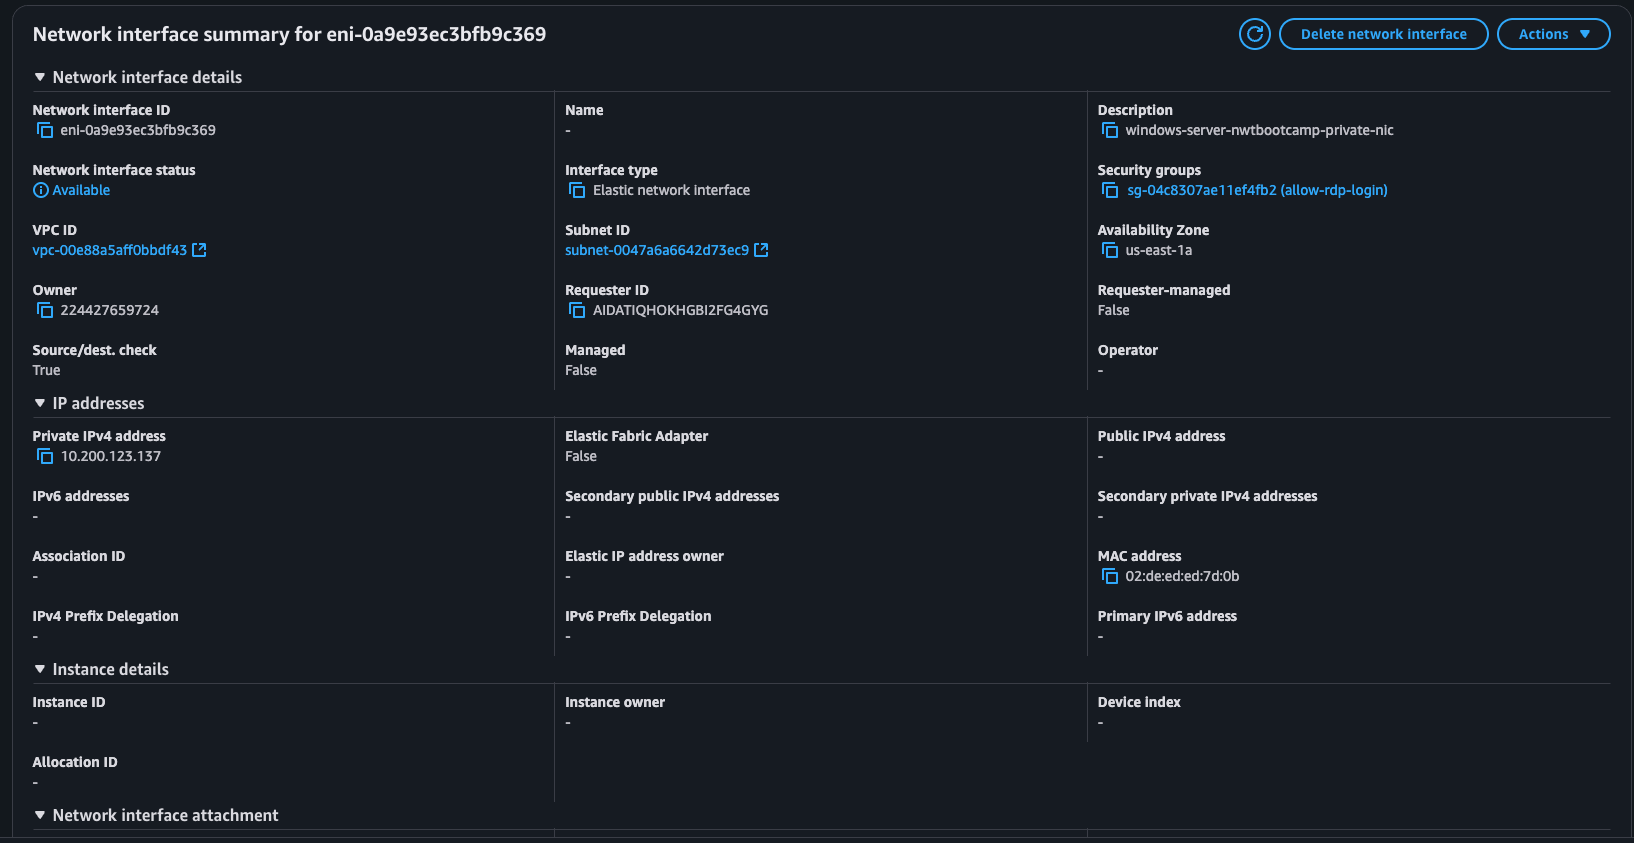 Network interface summary for eni-0a9e93ec3bfb9c369
Delete network interface
Actions
Network interface details
Network interface ID
eni-0a9e93ec3bfb9c369
Name
-
Description
windows-server-nwtbootcamp-private-nic
Network interface status
Available
Interface type
Elastic network interface
Security groups
sg-04c8307ae11ef4fb2 (allow-rdp-login)
VPC ID
vpc-00e88a5aff0bbdf43
Subnet ID
subnet-0047a6a6642d73ec9
Availability Zone
us-east-1a
Owner
224427659724
Requester ID
AIDATIQHOKHGBI2FG4GYG
Requester-managed
False
Source/dest. check
True
Managed
False
Operator
-
IP addresses
Private IPv4 address
10.200.123.137
Elastic Fabric Adapter
False
Public IPv4 address
-
IPv6 addresses
-
Secondary public IPv4 addresses
-
Secondary private IPv4 addresses
-
Association ID
-
Elastic IP address owner
-
MAC address
02:de:ed:ed:7d:0b
IPv4 Prefix Delegation
-
IPv6 Prefix Delegation
-
Primary IPv6 address
-
Instance details
Instance ID
-
Instance owner
-
Device index
-
Allocation ID
-
Network interface attachment